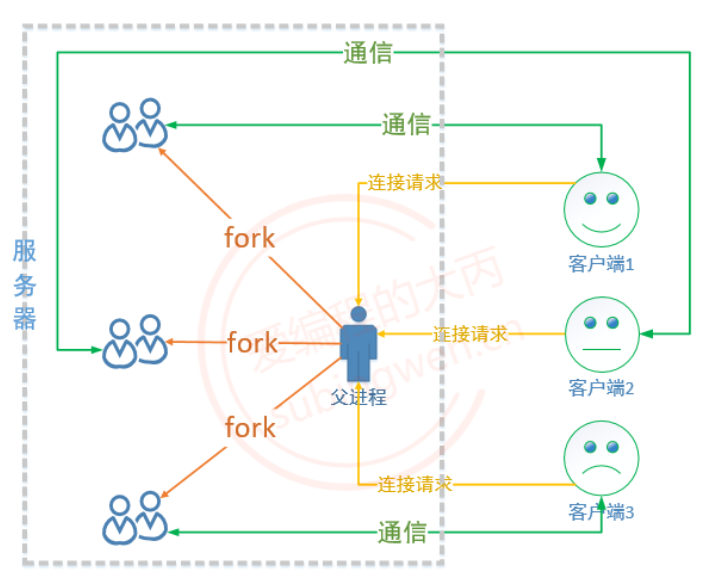 通信
通信
连接请求
fork
客户端1
服务器
爱编程的大丙
fork
连接请求
subingwen.cn
父进程
客户端2
fork
连接请求
客户端3
通信